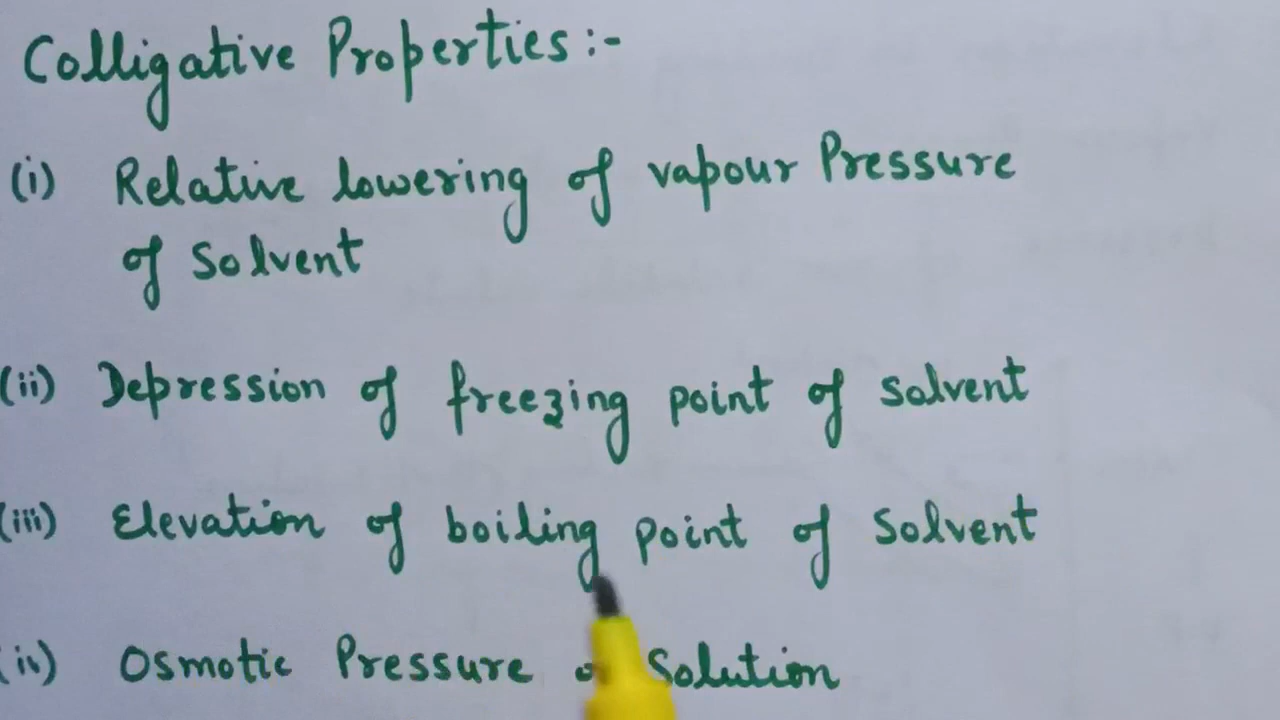 Colligative Properties :-
(i) Relative lowering of vapour Pressure
of Solvent
(ii) Depression of freezing point of solvent
(iii) Elevation of boiling point of Solvent
(iv) Osmotic Pressure Solution